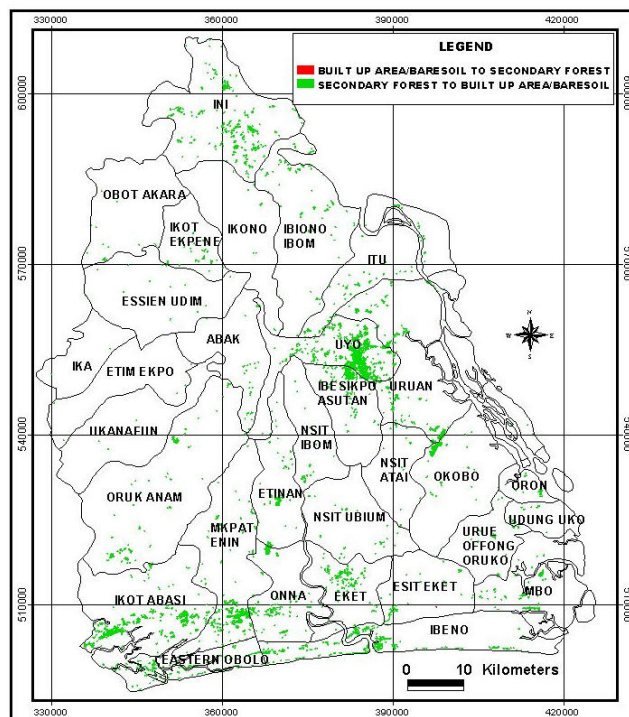 330000 360000 390000 420000
LEGEND
BUILT UP AREA/BARESOIL TO SECONDARY FOREST
SECONDARY FOREST TO BUILT UP AREA/BARESOIL
600000 600000
INI
OBOT AKARA
IKOT
EKPENE
IKONO
IBIONO
IBOM
ITU
570000 570000
ESSIEN UDIM
N
W E
S
ABAK
UYO
IKA
ETIM EKPO
IBESIKPO
ASUTAN
URUAN
540000 540000
NSIT
IBOM
NSIT
ATAI
OKOBO
ORUK ANAM
ETINAN
ORON
MKPAT
ENIN
NSIT UBIUM
UDUNG UKO
URUE
OFFONG
ORUKO
IKOT ABASI
ONNA
EKET
ESIT EKET
MBO
510000 510000
IBENO
EASTERN OBOLO
0 10 Kilometers
330000 360000 390000 420000